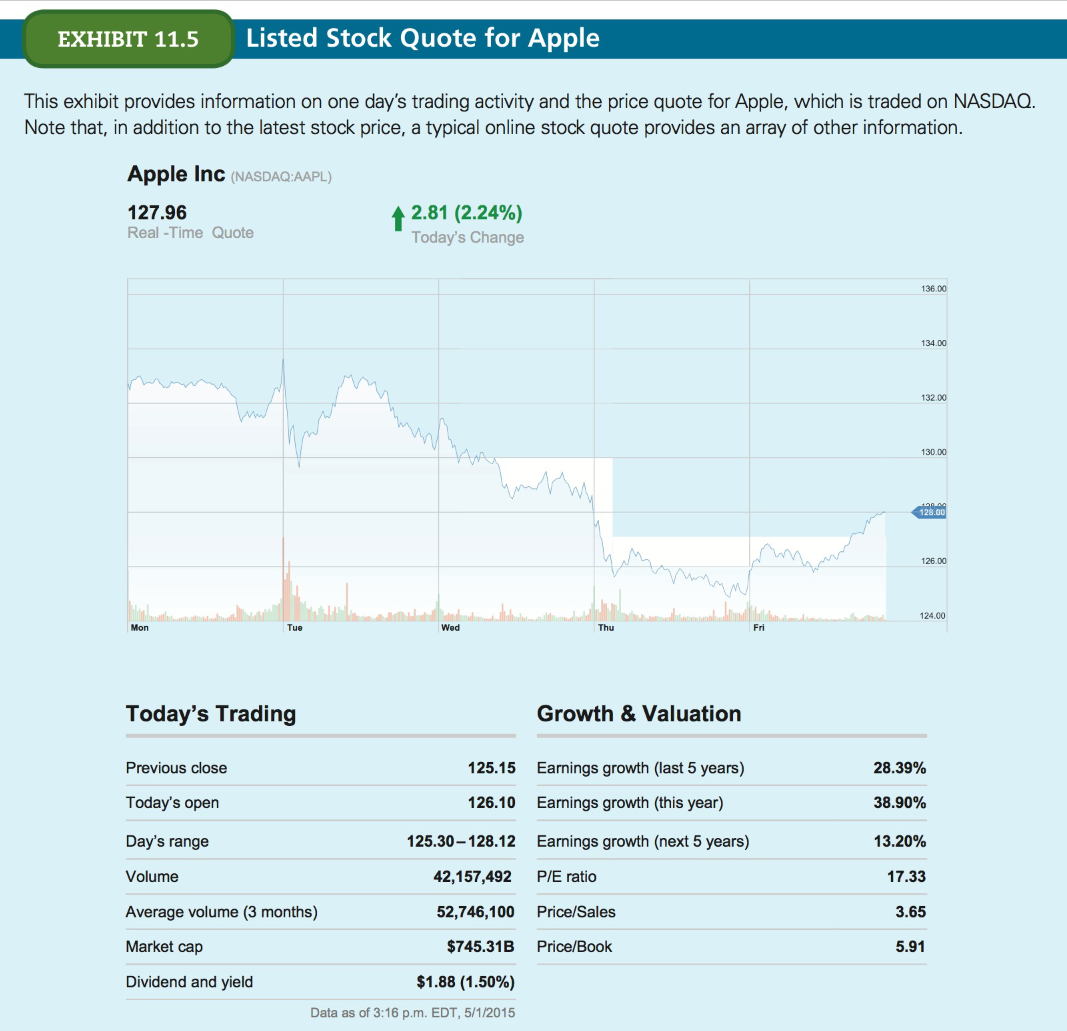 EXHIBIT 11.5
Listed Stock Quote for Apple
This exhibit provides information on one day's trading activity and the price quote for Apple, which is traded on NASDAQ.
Note that, in addition to the latest stock price, a typical online stock quote provides an array of other information.
Apple Inc (NASDAQ:AAPL)
127.96
Real -Time Quote
2.81 (2.24%)
Today's Change
136.00
134.00
132.00
130.00
128.00
126.00
124.00
Mon Tue Wed Thu Fri
Today's Trading
Previous close 125.15
Today's open 126.10
Day's range 125.30–128.12
Volume 42,157,492
Average volume (3 months) 52,746,100
Market cap $745.31B
Dividend and yield $1.88 (1.50%)
Data as of 3:16 p.m. EDT, 5/1/2015
Growth & Valuation
Earnings growth (last 5 years) 28.39%
Earnings growth (this year) 38.90%
Earnings growth (next 5 years) 13.20%
P/E ratio 17.33
Price/Sales 3.65
Price/Book 5.91